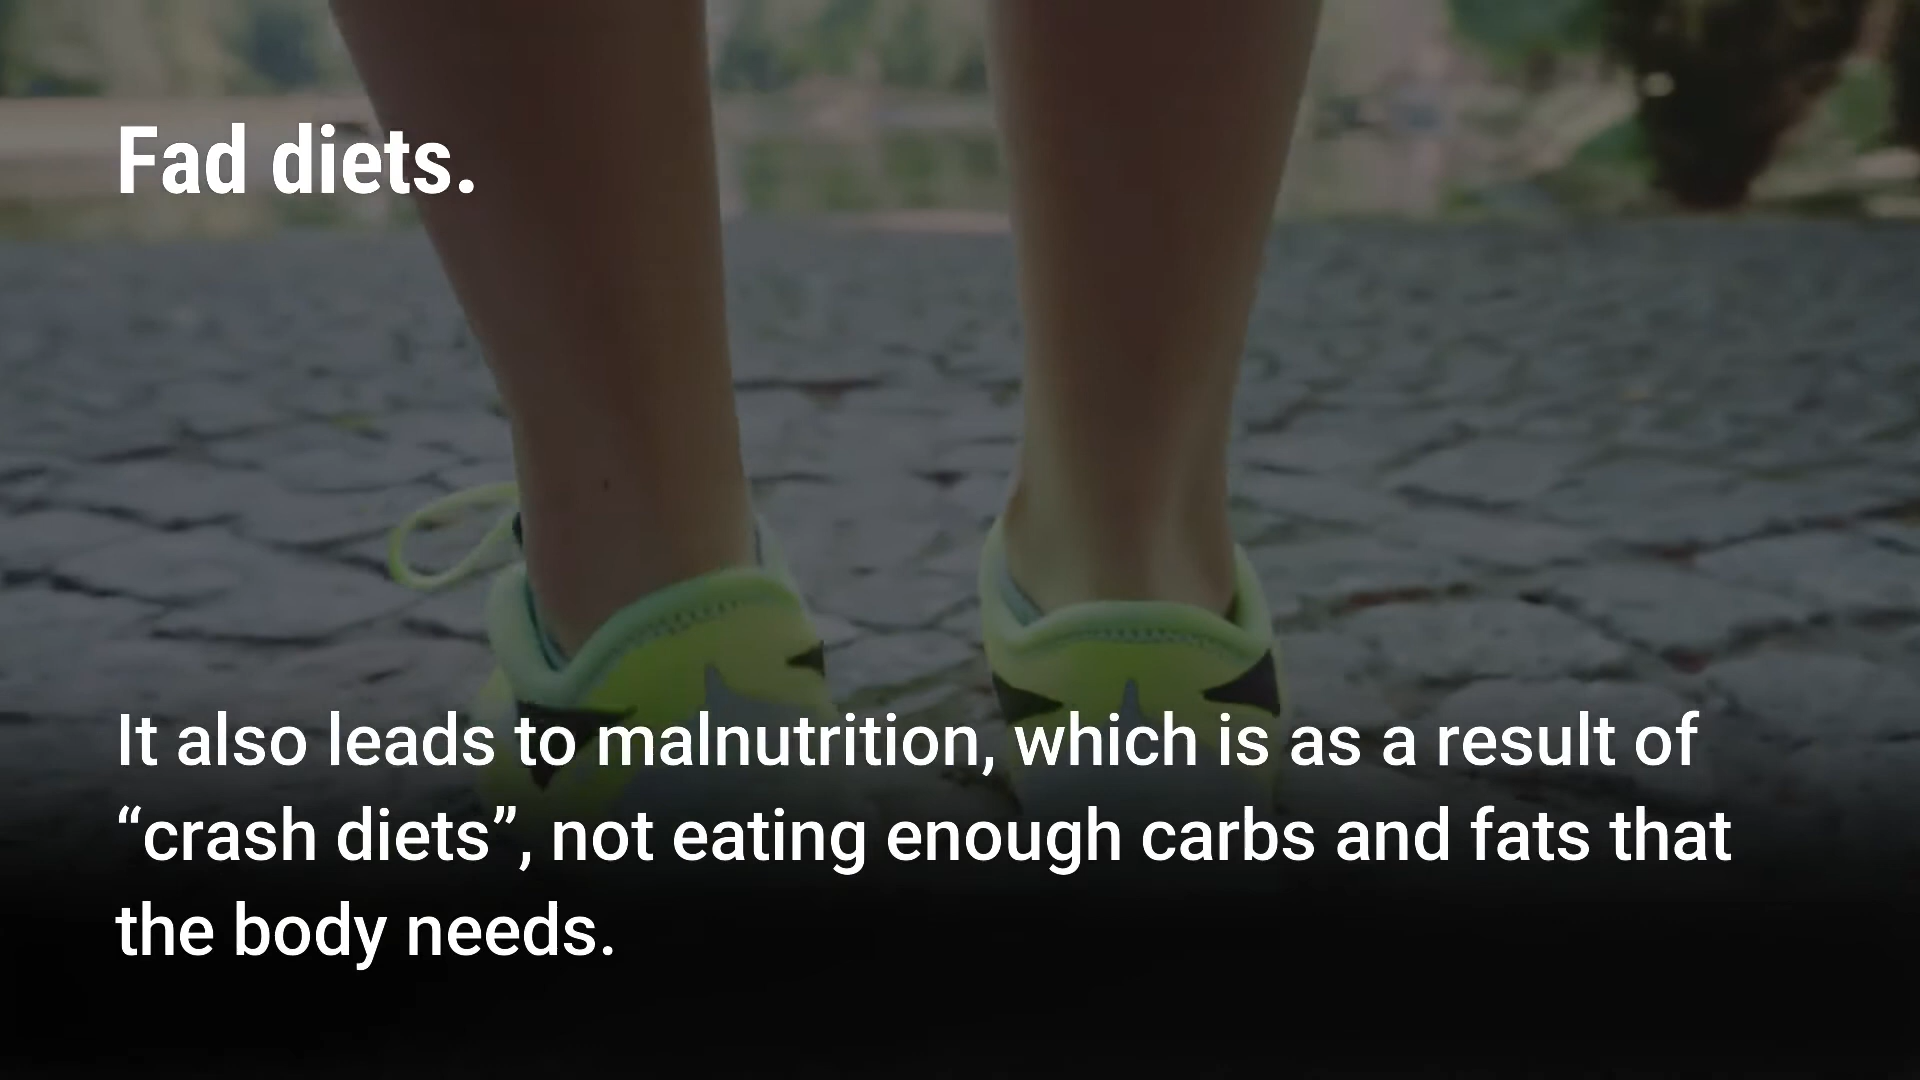 Fad diets.
It also leads to malnutrition, which is as a result of
“crash diets”, not eating enough carbs and fats that
the body needs.